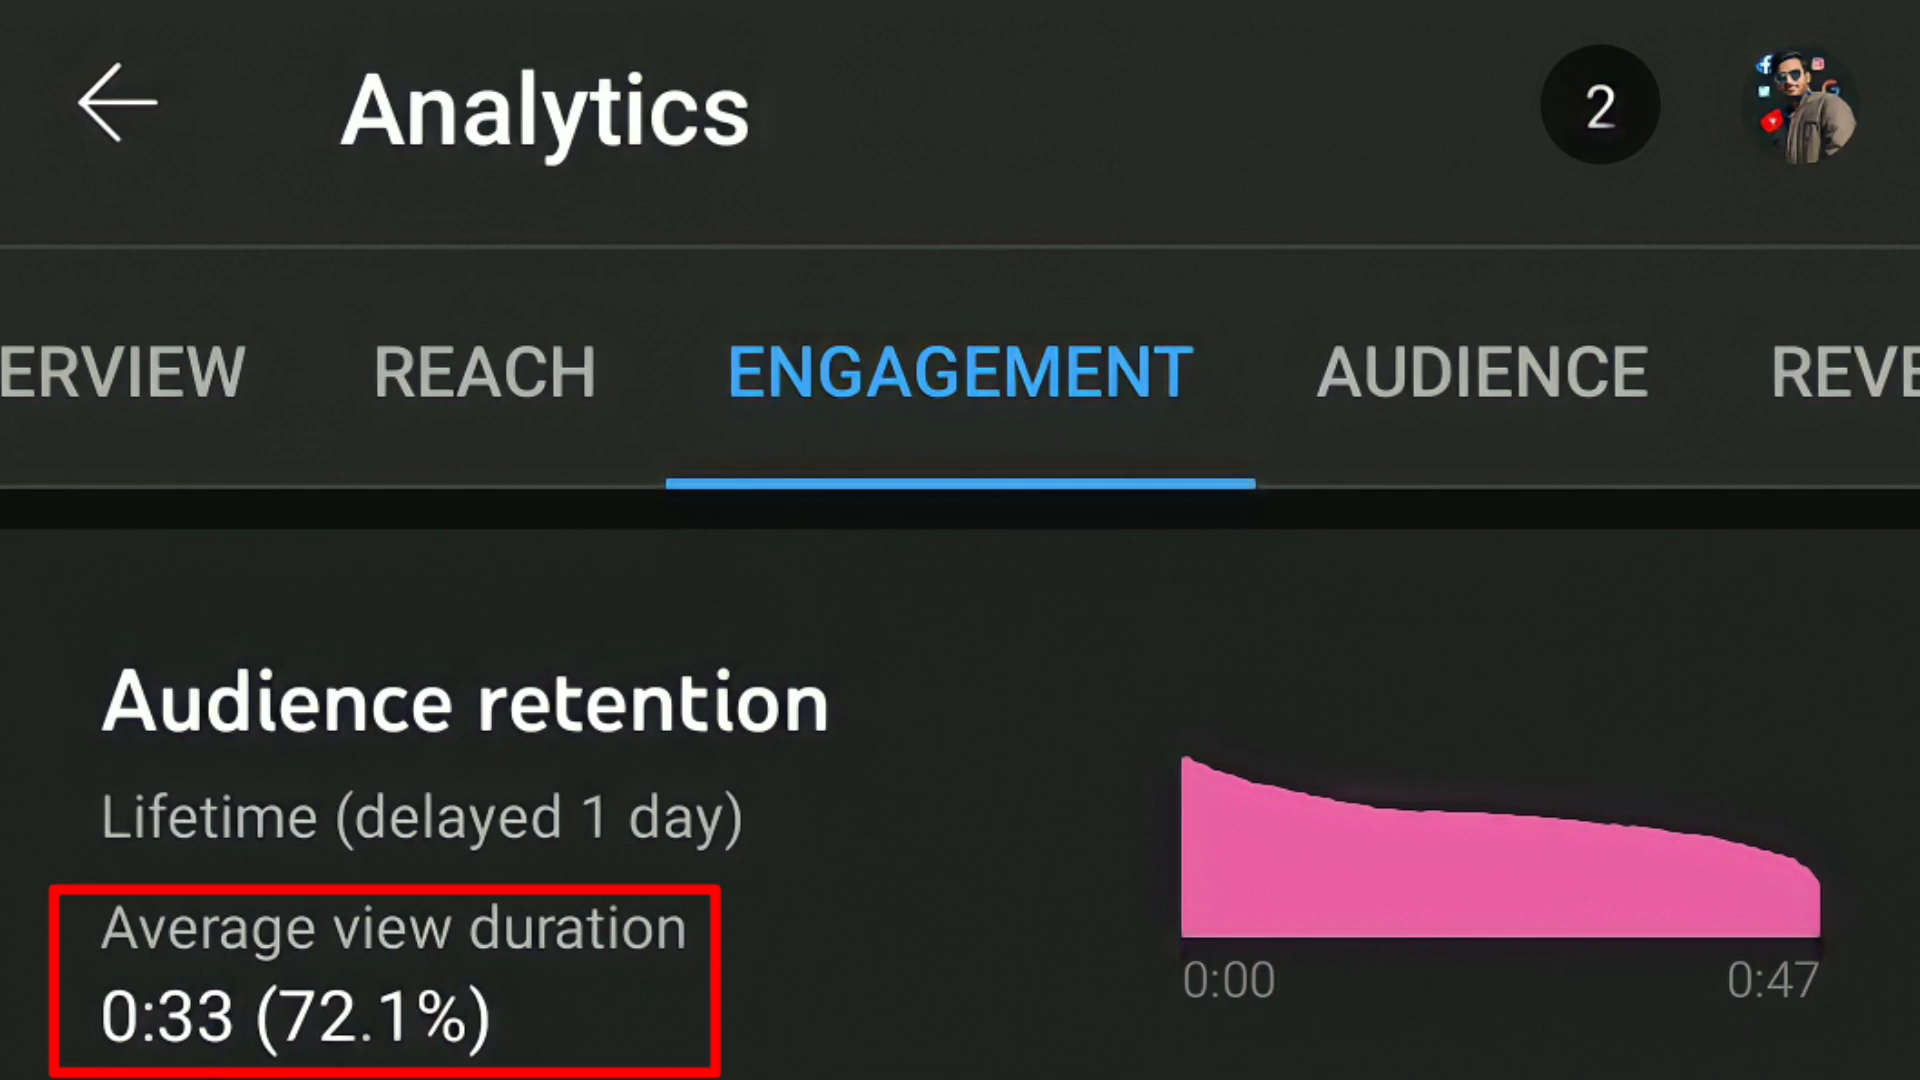 Analytics
2
ERVIEW
REACH
ENGAGEMENT
AUDIENCE
REVE
Audience retention
Lifetime (delayed 1 day)
Average view duration
0:33 (72.1%)
0:00
0:47